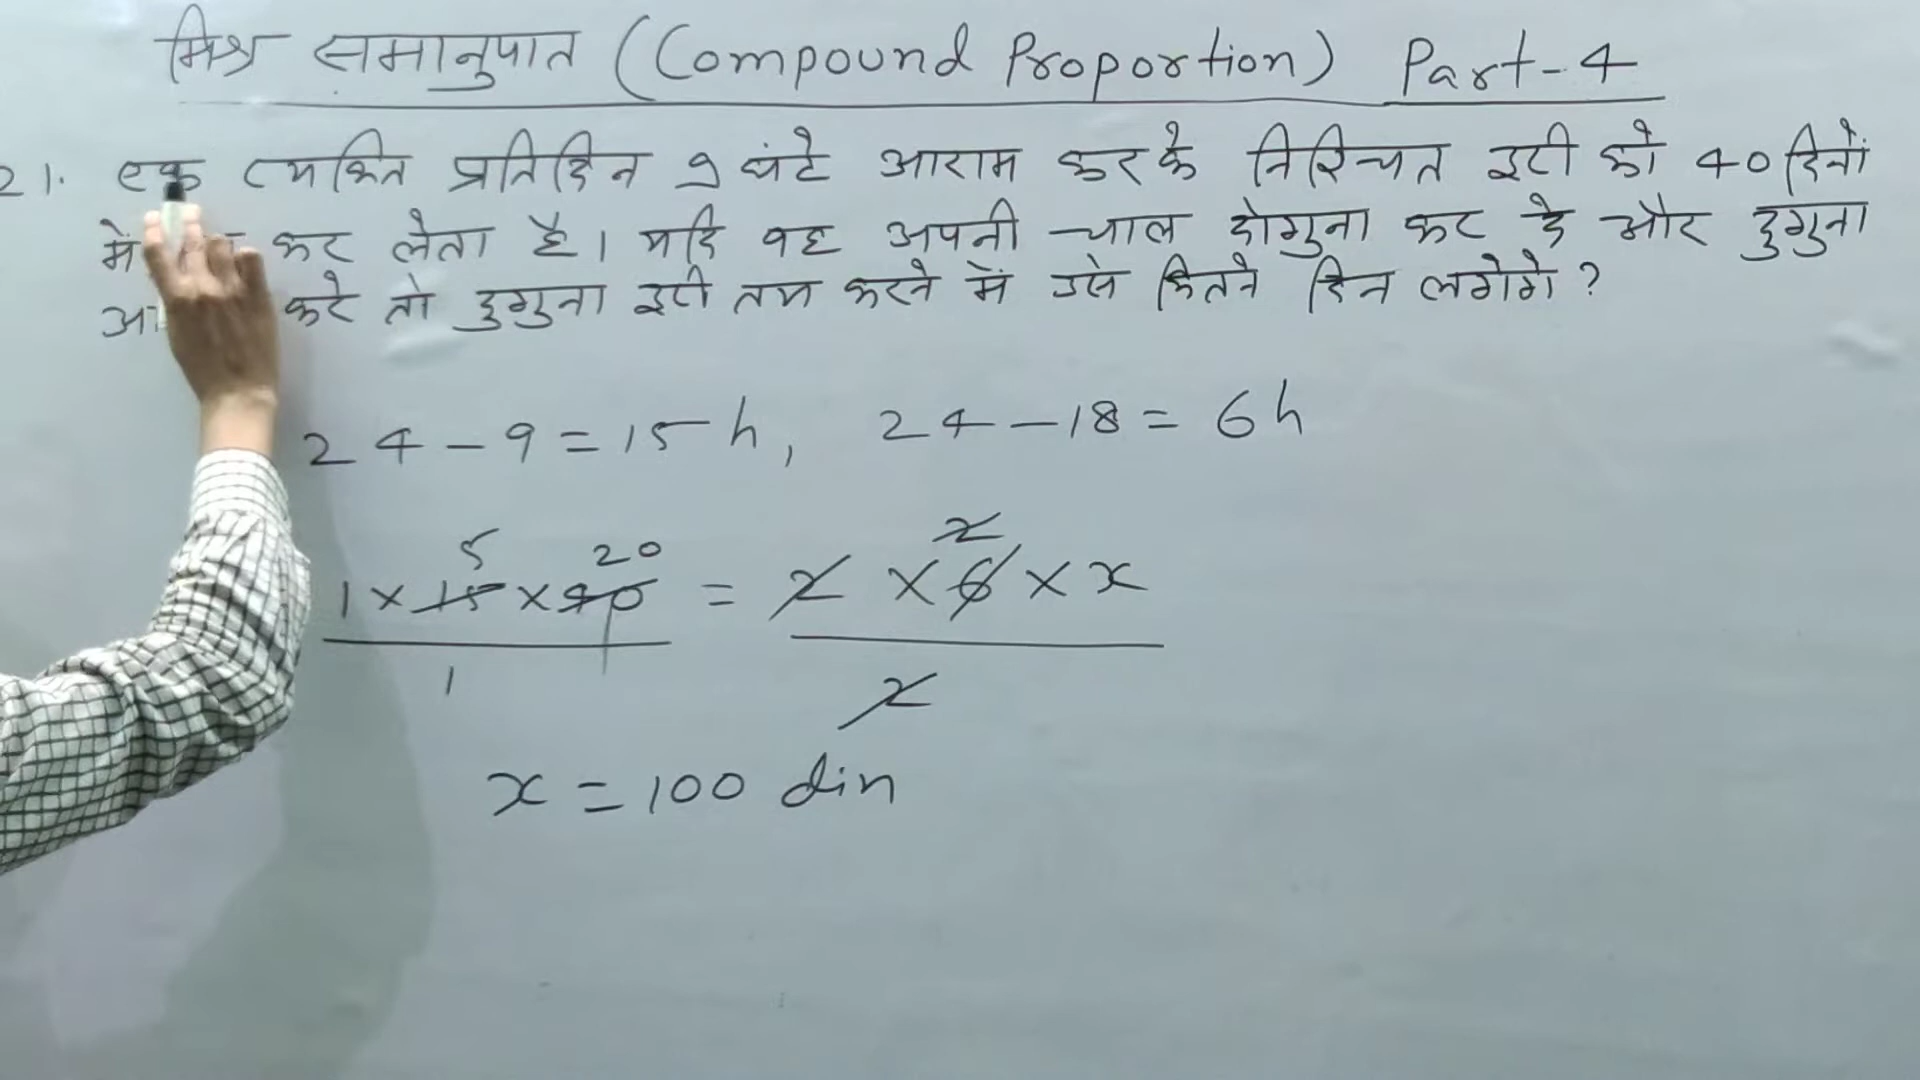 मिश्र समानुपात (Compound Proportion) Part-4
21. एक व्यक्ति प्रतिदिन 9 घंटे आराम करके निश्चित दूरी को 40 दिनों
में कर लेता है। यदि वह अपनी चाल दोगुना कर दे और दुगुना
करे तो दुगुना दूरी तय करने में उसे कितने दिन लगेगे?
24 - 9 = 15 h, 24 - 18 = 6 h
5 20 2
1 × 15 × 40 = 2 × 6 × x
1 2
x = 100 din